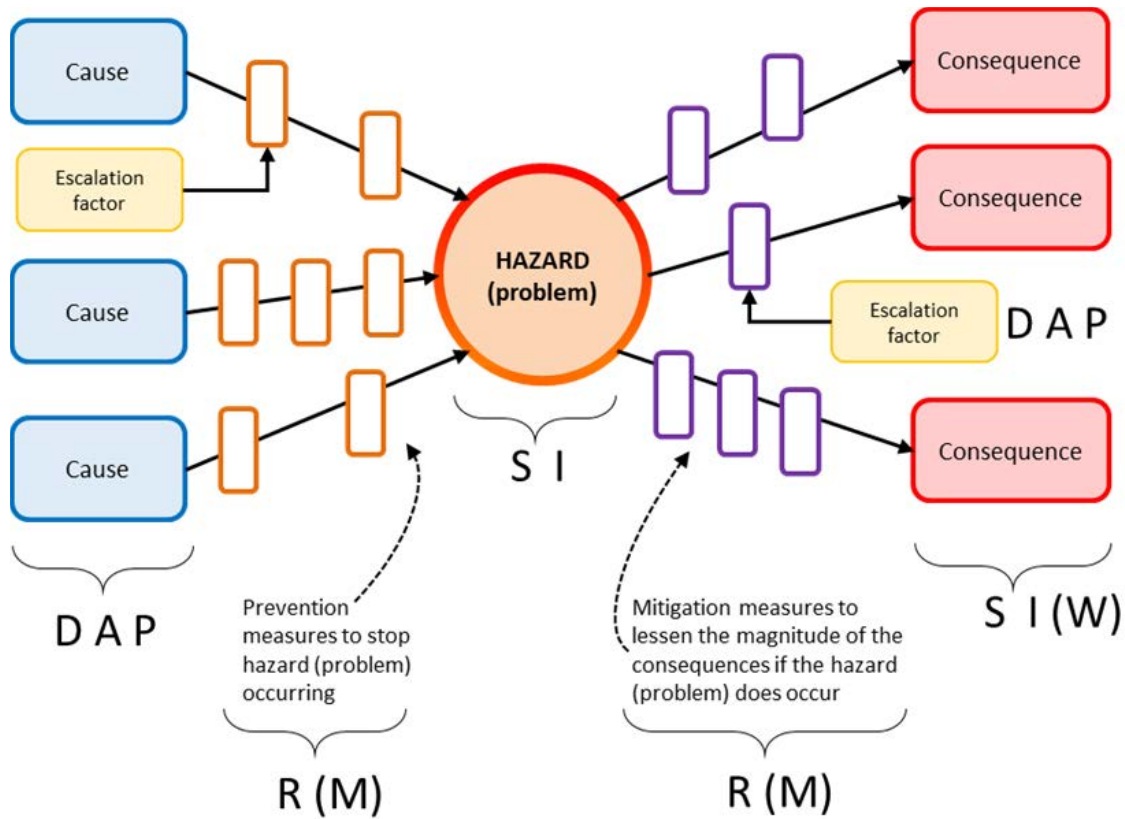 Cause
Consequence
Escalation
factor
Consequence
HAZARD
(problem)
Cause
Escalation
factor
D A P
Cause
Consequence
S I
D A P
Prevention
measures to stop
hazard (problem)
occurring
R (M)
Mitigation measures to
lessen the magnitude of the
consequences if the hazard
(problem) does occur
R (M)
S I (W)